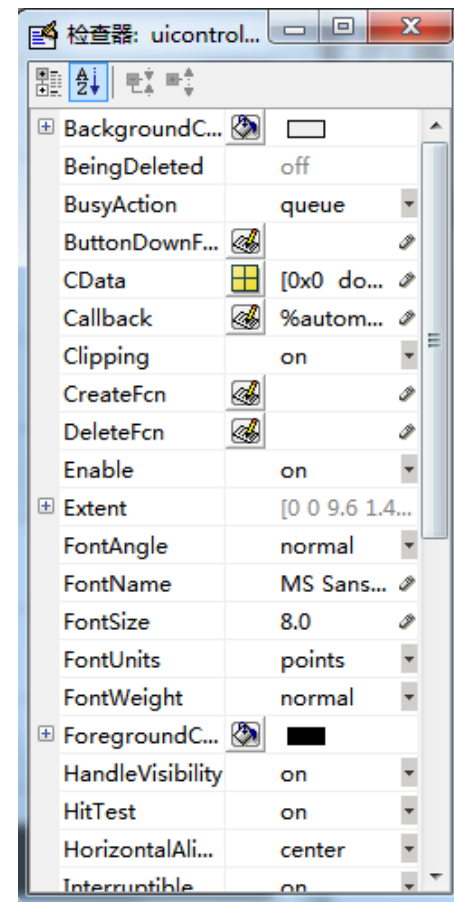 检查器: uicontrol...
BackgroundC...
BeingDeleted off
BusyAction queue
ButtonDownF...
CData [0x0 do...
Callback %autom...
Clipping on
CreateFcn
DeleteFcn
Enable on
Extent [0 0 9.6 1.4...
FontAngle normal
FontName MS Sans...
FontSize 8.0
FontUnits points
FontWeight normal
ForegroundC...
HandleVisibility on
HitTest on
HorizontalAli... center
Interruptible on